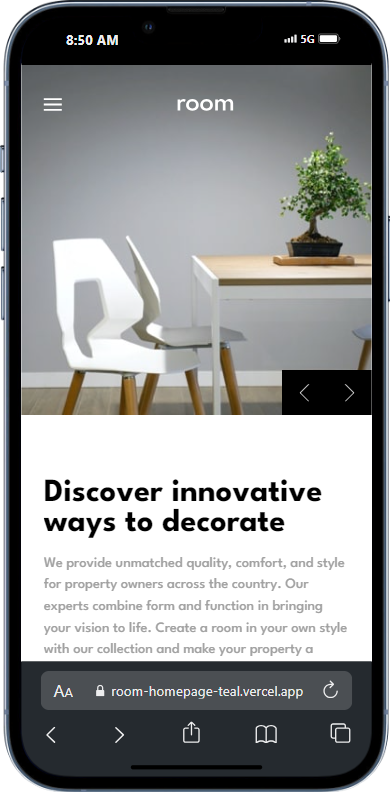 8:50 AM
5G
room
Discover innovative
ways to decorate
We provide unmatched quality, comfort, and style
for property owners across the country. Our
experts combine form and function in bringing
your vision to life. Create a room in your own style
with our collection and make your property a
AA room-homepage-teal.vercel.app